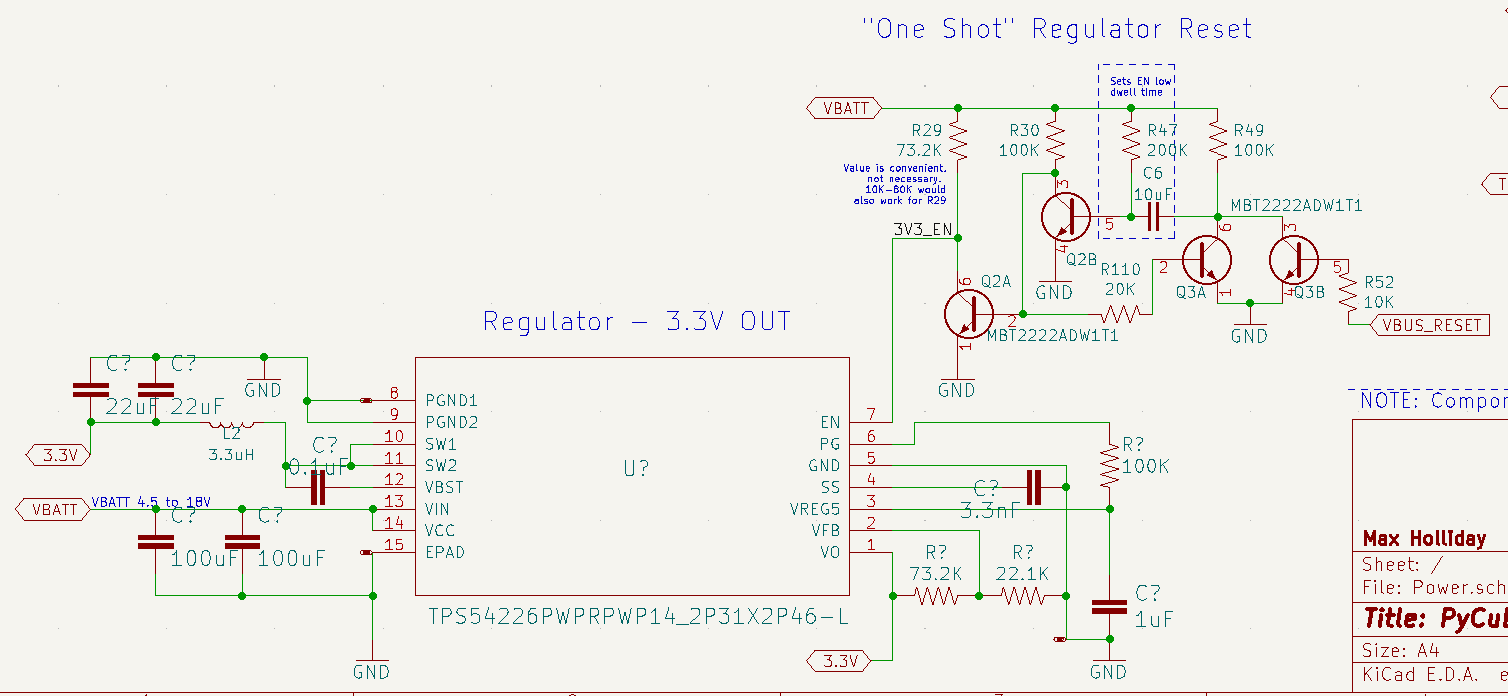 "One Shot" Regulator Reset
Sets EN low
dwell time
VBATT
R29
73.2K
R30
100K
R47
200K
R49
100K
Value is convenient,
not necessary.
10K-80K would
also work for R29
C6
10uF
MBT2222ADW1T1
3
5
4
Q2B
GND
3V3_EN
6
2
1
Q3A
3
5
4
Q3B
R52
10K
VBUS_RESET
GND
R110
20K
6
Q2A
2
1
MBT2222ADW1T1
GND
Regulator - 3.3V OUT
C?
22uF
C?
22uF
GND
L2
3.3uH
3.3V
C?
0.1uF
VBATT
VBATT 4.5 to 18V
C?
100uF
C?
100uF
GND
8 PGND1
9 PGND2
10 SW1
11 SW2
12 VBST
13 VIN
14 VCC
15 EPAD
U?
EN 7
PG 6
GND 5
SS 4
VREG5 3
VFB 2
VO 1
TPS54226PWPRPWP14_2P31X2P46-L
C?
3.3nF
R?
100K
R?
73.2K
R?
22.1K
C?
1uF
3.3V
GND
NOTE: Compor
Max Holliday
Sheet: /
File: Power.sch
Title: PyCub
Size: A4
KiCad E.D.A. e